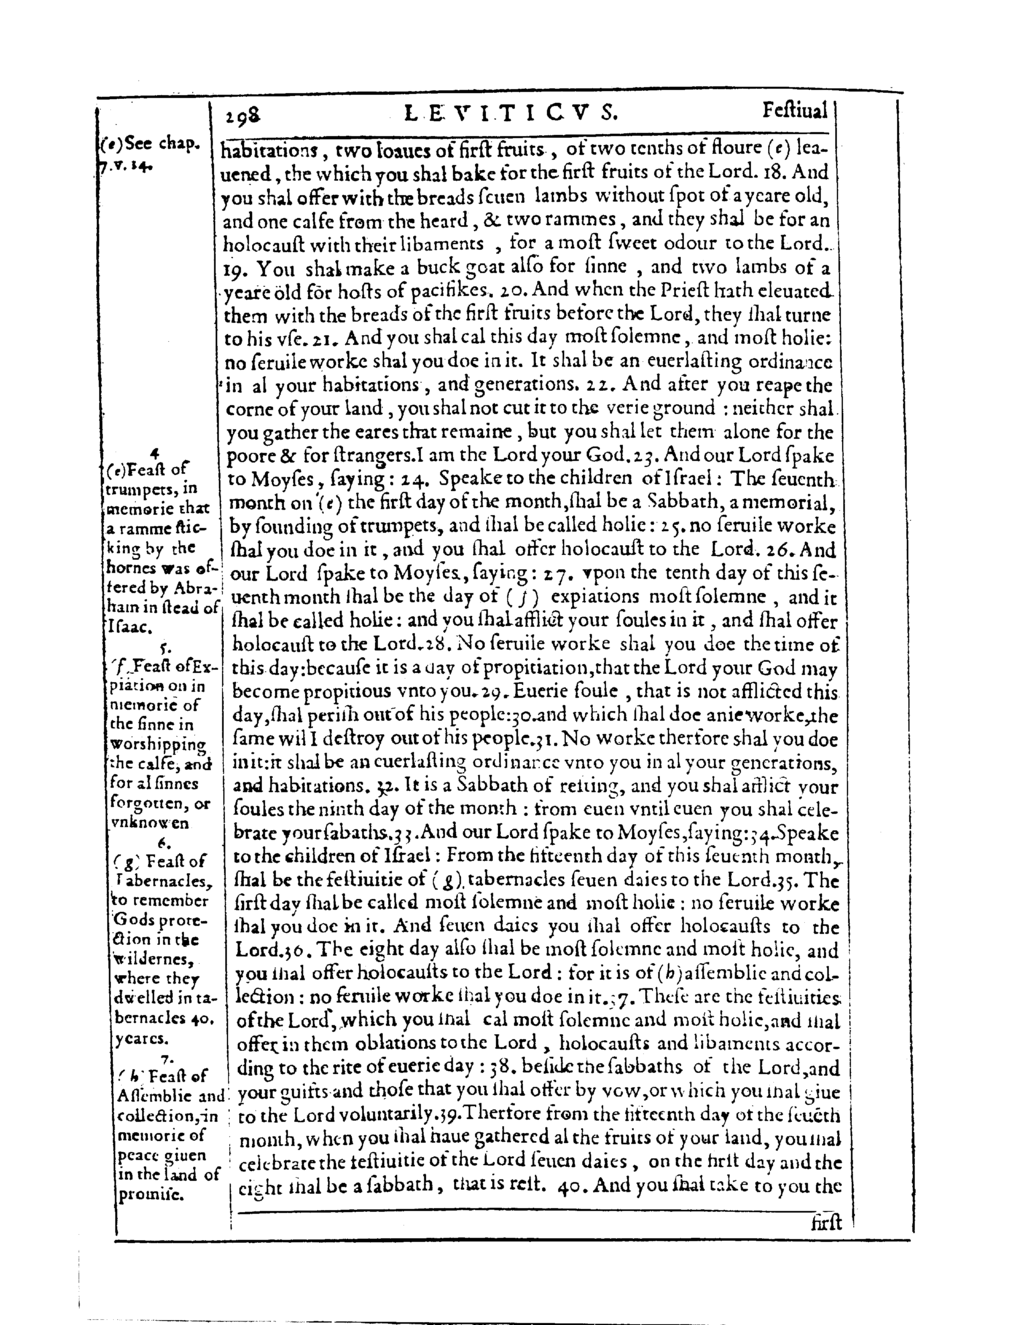 298 LEVITICVS. Feſtiual
(e) See chap.
7.v.14.
habitations, two loaues of firſt fruits, of two tenths of floure (e) lea-
uened, the which you shal bake for the firſt fruits of the Lord. 18. And
you shal offer with the breads ſeuen lambs without ſpot of a yeare old,
and one calfe from the heard, & two rammes, and they shal be for an
holocauſt with their libaments, for a moſt ſweet odour to the Lord.
19. You shal make a buck goat alſo for ſinne, and two lambs of a
yeare old for hoſts of pacifikes. 20. And when the Prieſt hath eleuated
them with the breads of the firſt fruits before the Lord, they ſhal turne
to his vſe. 21. And you shal cal this day moſt ſolemne, and moſt holie:
no ſeruile worke shal you doe in it. It shal be an euerlaſting ordinance
in al your habitations, and generations. 22. And after you reape the
corne of your land, you shal not cut it to the verie ground: neither shal
you gather the eares that remaine, but you shal let them alone for the
poore & for ſtrangers. I am the Lord your God. 23. And our Lord ſpake
to Moyſes, ſaying: 24. Speake to the children of Iſrael: The ſeuenth
month on (e) the firſt day of the month, ſhal be a Sabbath, a memorial,
by ſounding of trumpets, and ſhal be called holie: 25. no ſeruile worke
ſhal you doe in it, and you ſhal offer holocauſt to the Lord. 26. And
our Lord ſpake to Moyſes, ſaying: 27. vpon the tenth day of this ſe-
uenth month ſhal be the day of (f) expiations moſt ſolemne, and it
ſhal be called holie: and you ſhal afflict your ſoules in it, and ſhal offer
holocauſt to the Lord. 28. No ſeruile worke shal you doe the time of
this day: becauſe it is a day of propitiation, that the Lord your God may
become propitious vnto you. 29. Euerie ſoule, that is not afflicted this
day, ſhal periſh out of his people: 30. and which ſhal doe anie worke, the
ſame wil I deſtroy out of his people. 31. No worke therfore shal you doe
in it: it shal be an euerlaſting ordinance vnto you in al your generations,
and habitations. 32. It is a Sabbath of reſting, and you shal afflict your
ſoules the ninth day of the month: from euen vntil euen you shal cele-
brate your ſabaths. 33. And our Lord ſpake to Moyſes, ſaying: 34. Speake
to the children of Iſrael: From the fifteenth day of this ſeuenth month,
ſhal be the feſtiuitie of (g) tabernacles ſeuen daies to the Lord. 35. The
firſt day ſhal be called moſt ſolemne and moſt holie: no ſeruile worke
ſhal you doe in it. And ſeuen daies you ſhal offer holocauſts to the
Lord. 36. The eight day alſo ſhal be moſt ſolemne and moſt holie, and
you ſhal offer holocauſts to the Lord: for it is of (h) aſſemblie and col-
lection: no ſeruile worke ſhal you doe in it. 37. Theſe are the feſtiuities
of the Lord, which you ſhal cal moſt ſolemne and moſt holie, and ſhal
offer in them oblations to the Lord, holocauſts and libaments accor-
ding to the rite of euerie day: 38. beſide the ſabbaths of the Lord, and
your guifts and thoſe that you ſhal offer by vow, or which you ſhal giue
to the Lord voluntarily. 39. Therfore from the fifteenth day of the ſeuēth
month, when you ſhal haue gathered al the fruits of your land, you ſhal
celebrate the feſtiuitie of the Lord ſeuen daies, on the firſt day and the
eight ſhal be a ſabbath, that is reſt. 40. And you ſhal take to you the
firſt
4
(e) Feaſt of
trumpets, in
memorie that
a ramme ſtic-
king by the
hornes was of-
fered by Abra-
ham in ſtead of
Iſaac.
5.
f. Feaſt of Ex-
piation on in
memorie of
the ſinne in
worshipping
the calfe, and
for al ſinnes
forgotten, or
vnknowen
6.
(g) Feaſt of
Tabernacles,
to remember
Gods prote-
ction in the
wildernes,
where they
dwelled in ta-
bernacles 40.
yeares.
7.
(h) Feaſt of
Aſſemblie and
collection, in
memorie of
peace giuen
in the land of
promiſe.